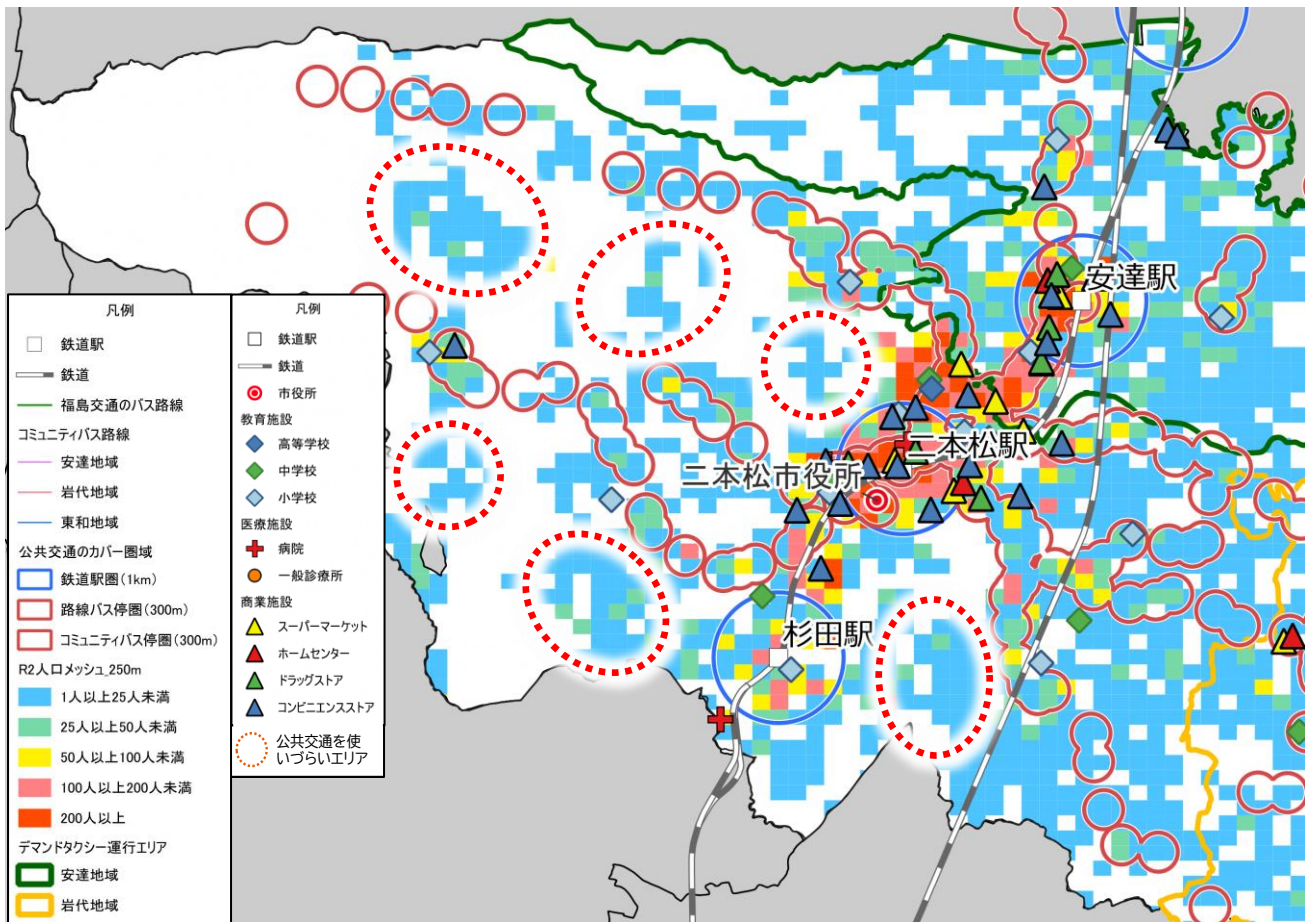 安達駅
二本松駅
二本松市役所
杉田駅
凡例
鉄道駅
鉄道
福島交通のバス路線
コミュニティバス路線
安達地域
岩代地域
東和地域
公共交通のカバー圏域
鉄道駅圏(1km)
路線バス停圏(300m)
コミュニティバス停圏(300m)
R2人口メッシュ_250m
1人以上25人未満
25人以上50人未満
50人以上100人未満
100人以上200人未満
200人以上
デマンドタクシー運行エリア
安達地域
岩代地域
凡例
鉄道駅
鉄道
市役所
教育施設
高等学校
中学校
小学校
医療施設
病院
一般診療所
商業施設
スーパーマーケット
ホームセンター
ドラッグストア
コンビニエンスストア
公共交通を使
いづらいエリア